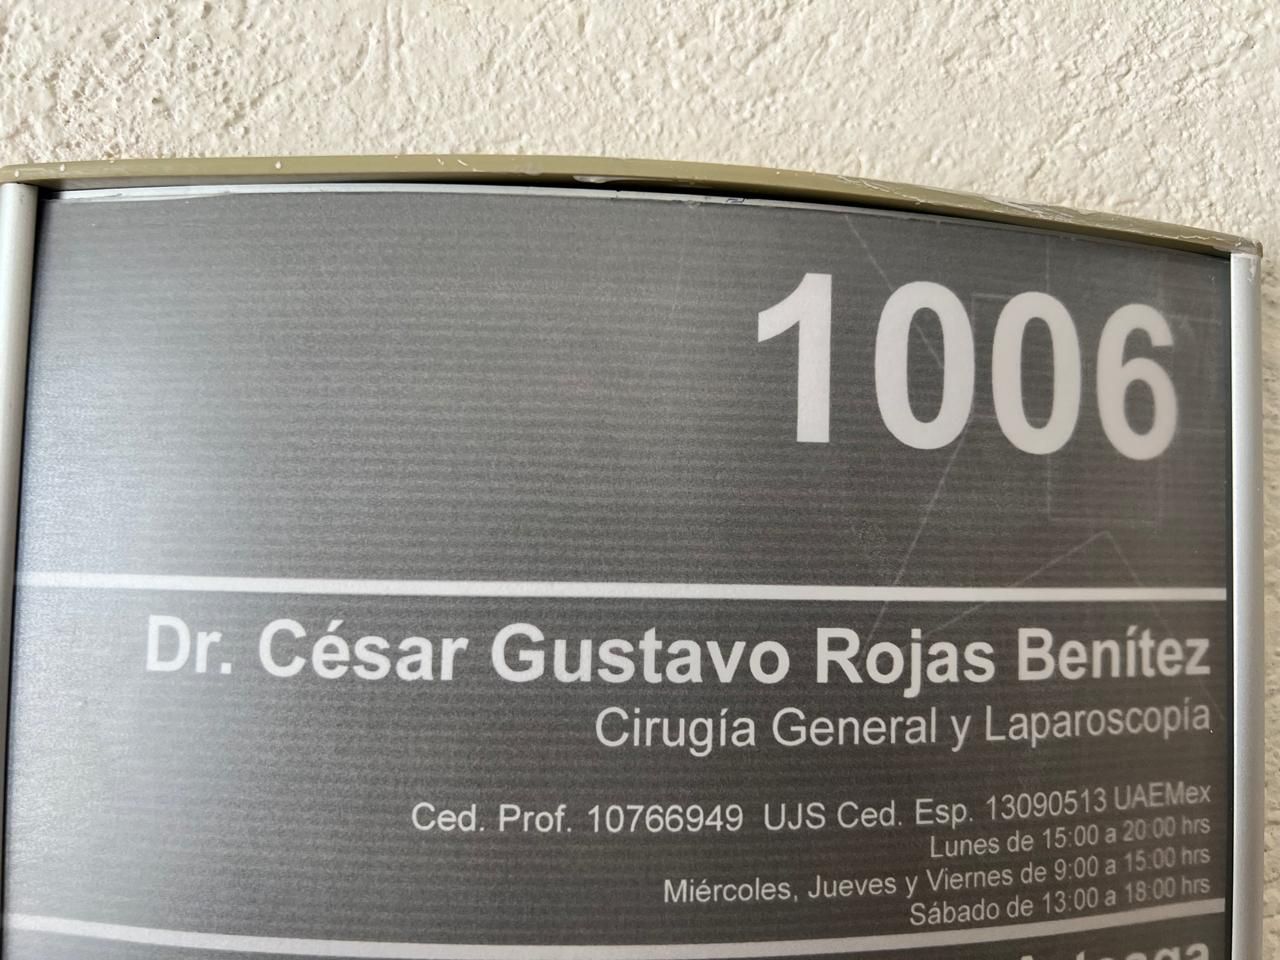 1006
Dr. César Gustavo Rojas Benítez
Cirugía General y Laparoscopía
Ced. Prof. 10766949 UJS Ced. Esp. 13090513 UAEMex
Lunes de 15:00 a 20:00 hrs
Miércoles, Jueves y Viernes de 9:00 a 15:00 hrs
Sábado de 13:00 a 18:00 hrs